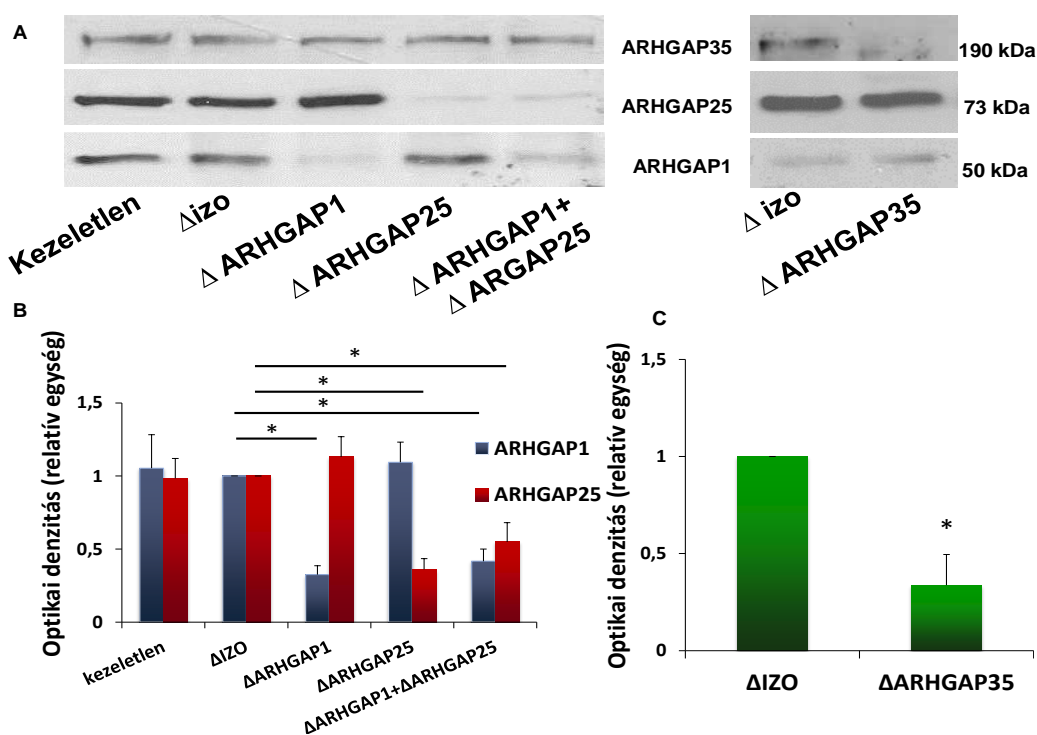 A
ARHGAP35
190 kDa
ARHGAP25
73 kDa
ARHGAP1
50 kDa
Kezeletlen
Δizo
Δ ARHGAP1
Δ ARHGAP25
Δ ARHGAP1+
Δ ARGAP25
Δ izo
Δ ARHGAP35
B
Optikai denzitás (relatív egység)
1,5
1
0,5
0
*
*
*
*
ARHGAP1
ARHGAP25
kezeletlen
ΔIZO
ΔARHGAP1
ΔARHGAP25
ΔARHGAP1+ΔARHGAP25
C
Optikai denzitás (relatív egység)
1,5
1
0,5
0
*
ΔIZO
ΔARHGAP35